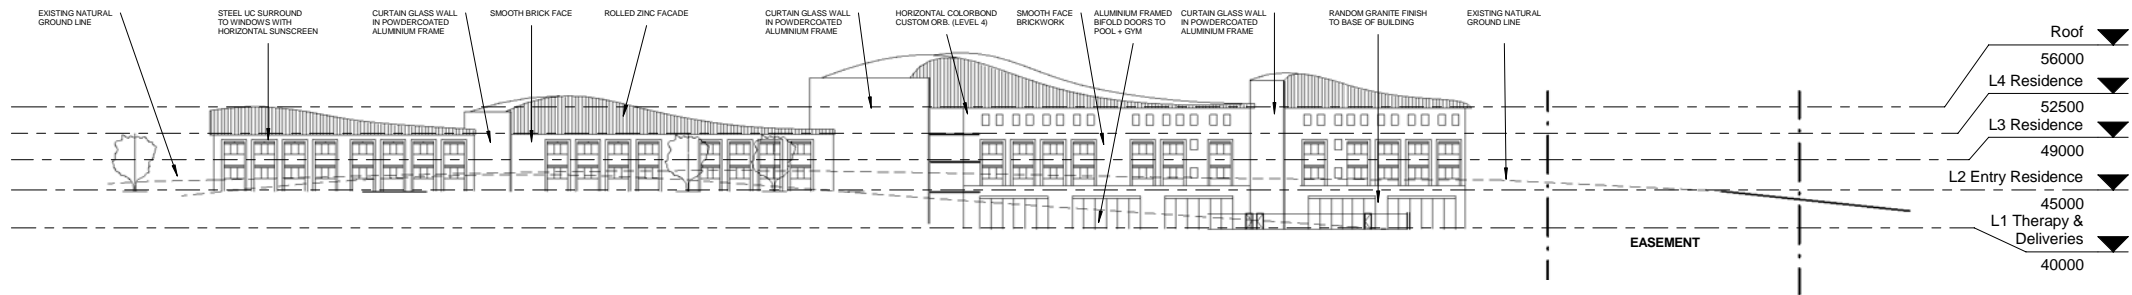 EXISTING NATURAL
GROUND LINE
STEEL UC SURROUND
TO WINDOWS WITH
HORIZONTAL SUNSCREEN
CURTAIN GLASS WALL
IN POWDERCOATED
ALUMINIUM FRAME
SMOOTH BRICK FACE
ROLLED ZINC FACADE
CURTAIN GLASS WALL
IN POWDERCOATED
ALUMINIUM FRAME
HORIZONTAL COLORBOND
CUSTOM ORB. (LEVEL 4)
SMOOTH FACE
BRICKWORK
ALUMINIUM FRAMED
BIFOLD DOORS TO
POOL + GYM
CURTAIN GLASS WALL
IN POWDERCOATED
ALUMINIUM FRAME
RANDOM GRANITE FINISH
TO BASE OF BUILDING
EXISTING NATURAL
GROUND LINE
Roof
56000
L4 Residence
52500
L3 Residence
49000
L2 Entry Residence
45000
L1 Therapy &
Deliveries
40000
EASEMENT